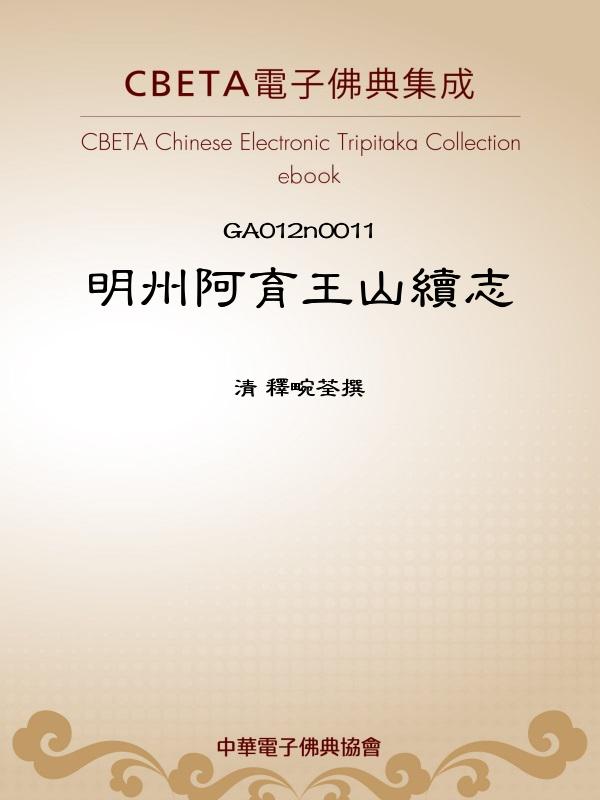 CBETA電子佛典集成
CBETA Chinese Electronic Tripitaka Collection
ebook
GA012n0011
明州阿育王山續志
清 釋畹荃撰
中華電子佛典協會